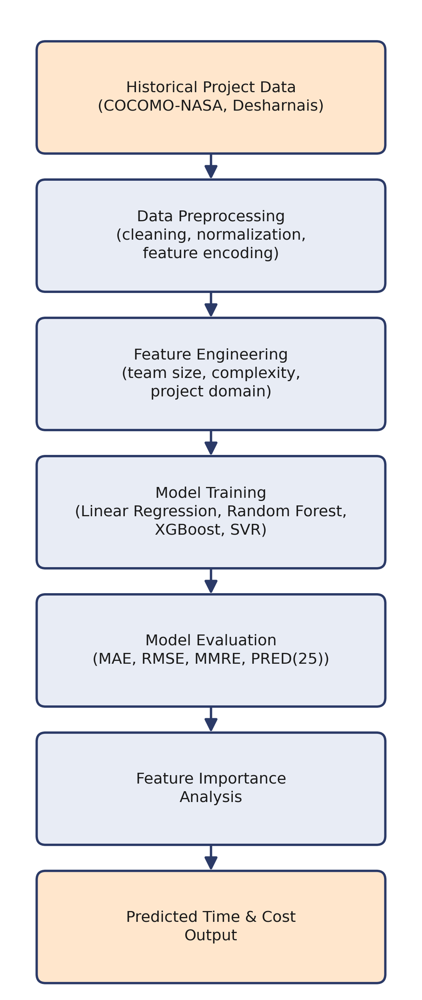 Historical Project Data
(COCOMO-NASA, Desharnais)
Data Preprocessing
(cleaning, normalization,
feature encoding)
Feature Engineering
(team size, complexity,
project domain)
Model Training
(Linear Regression, Random Forest,
XGBoost, SVR)
Model Evaluation
(MAE, RMSE, MMRE, PRED(25))
Feature Importance
Analysis
Predicted Time & Cost
Output